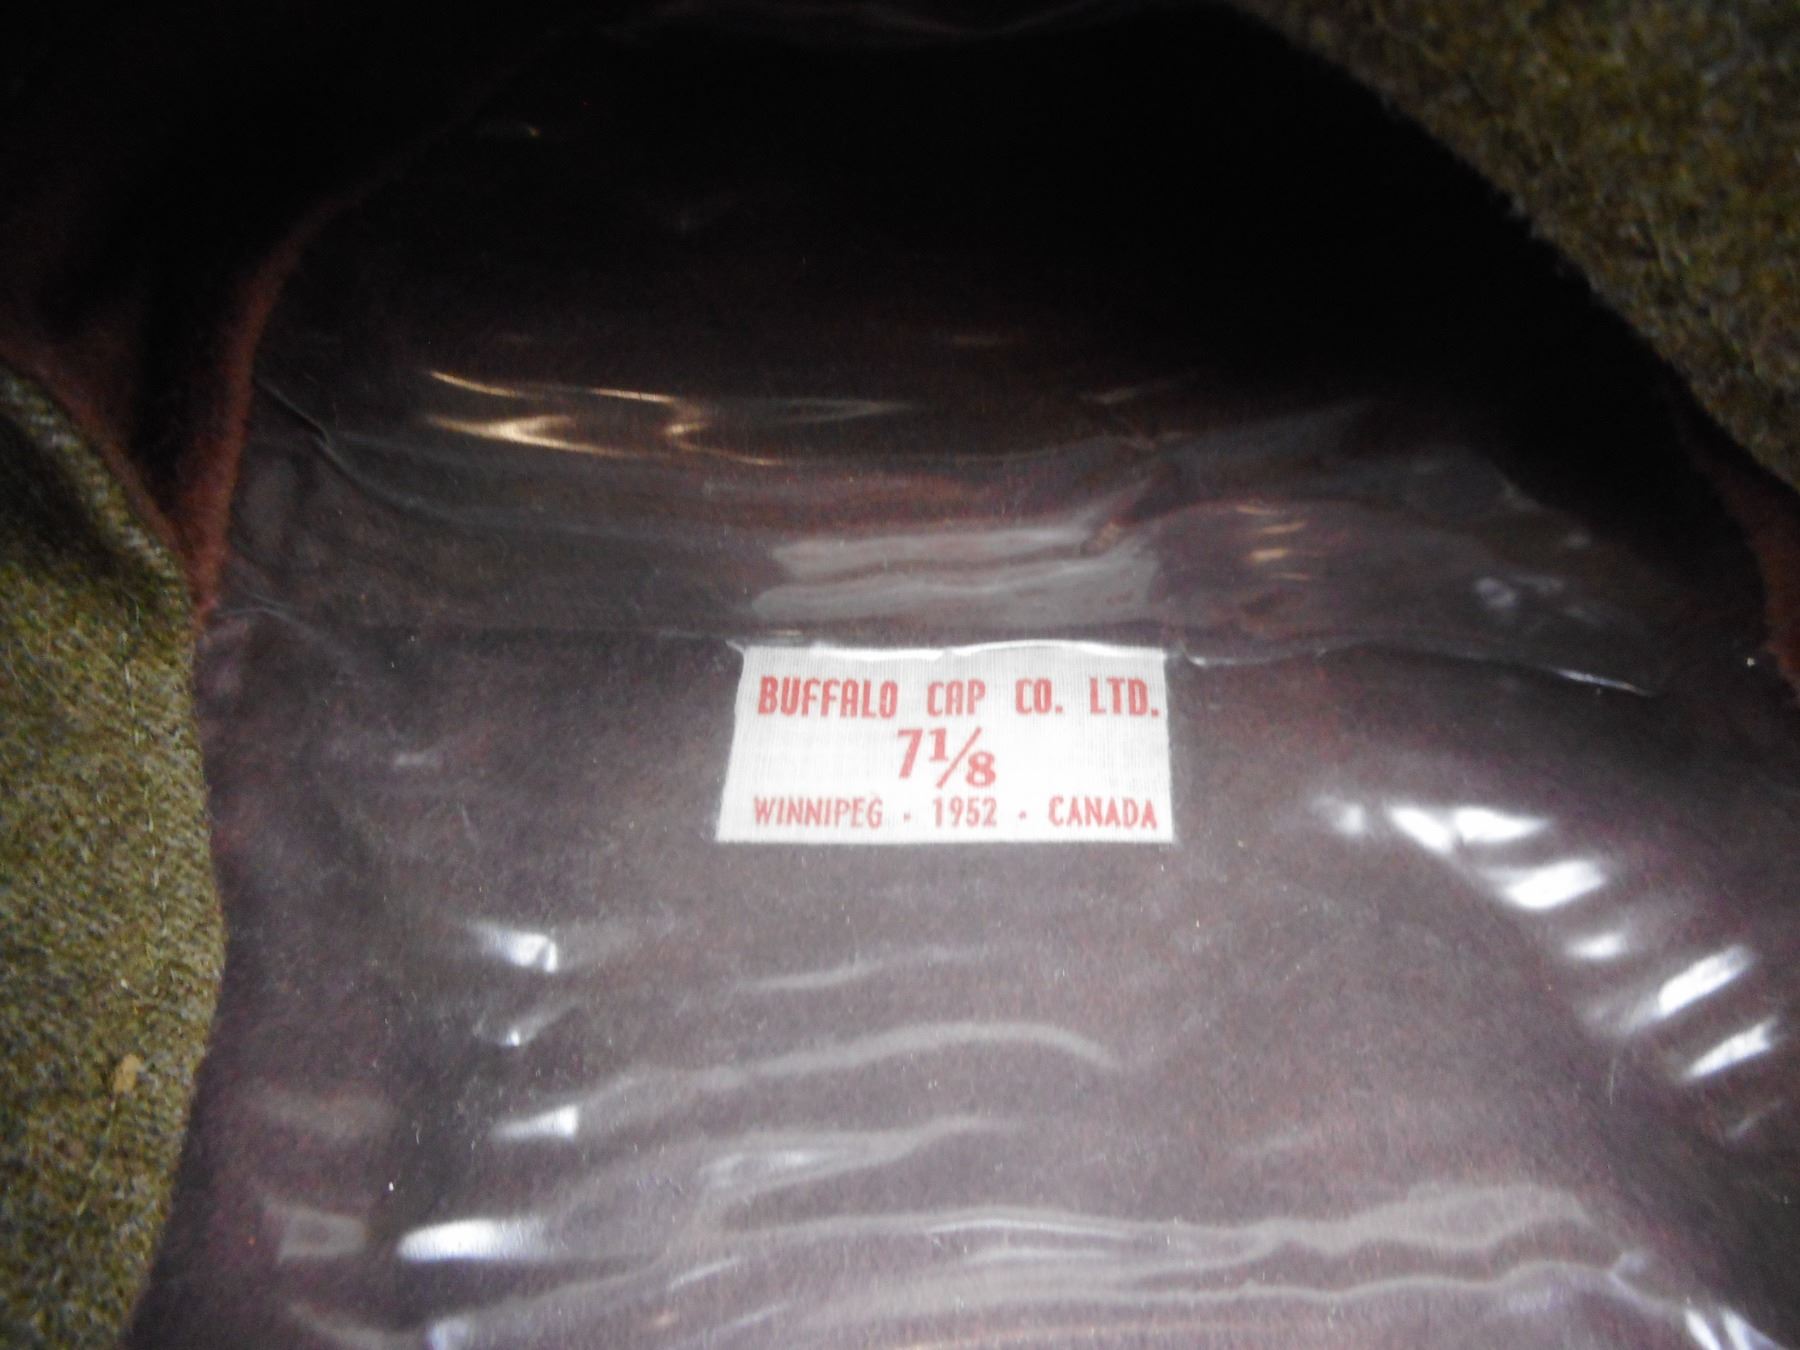 BUFFALO CAP CO. LTD.
7 1/8
WINNIPEG · 1952 · CANADA